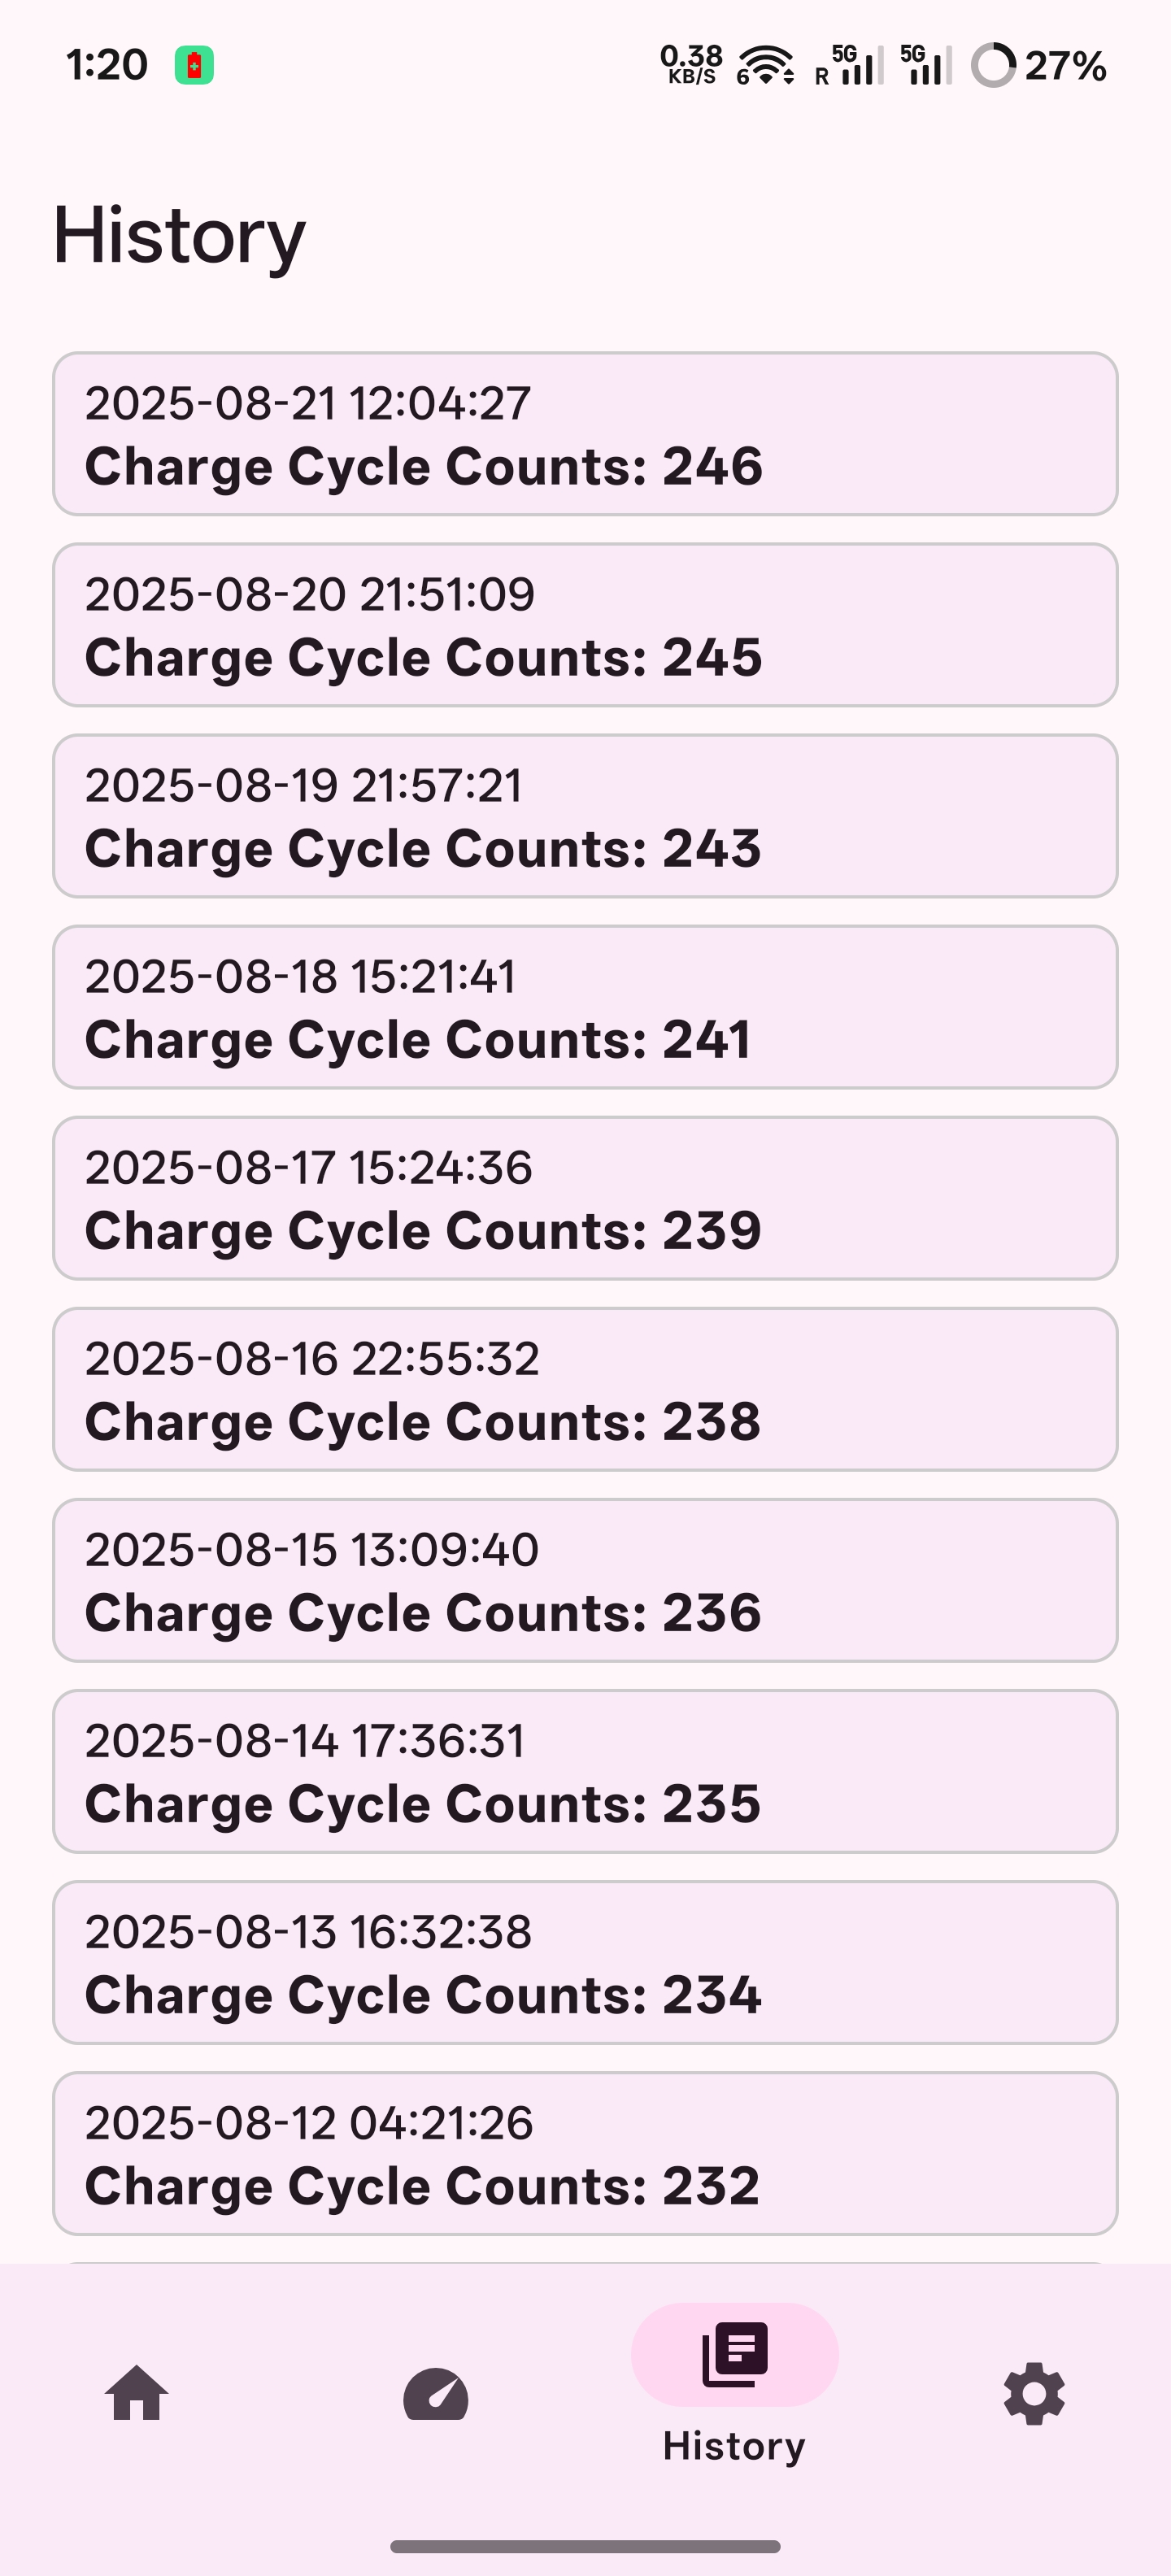 1:20
0.38
KB/S
6
R
5G
5G
27%
History
2025-08-21 12:04:27
Charge Cycle Counts: 246
2025-08-20 21:51:09
Charge Cycle Counts: 245
2025-08-19 21:57:21
Charge Cycle Counts: 243
2025-08-18 15:21:41
Charge Cycle Counts: 241
2025-08-17 15:24:36
Charge Cycle Counts: 239
2025-08-16 22:55:32
Charge Cycle Counts: 238
2025-08-15 13:09:40
Charge Cycle Counts: 236
2025-08-14 17:36:31
Charge Cycle Counts: 235
2025-08-13 16:32:38
Charge Cycle Counts: 234
2025-08-12 04:21:26
Charge Cycle Counts: 232
History